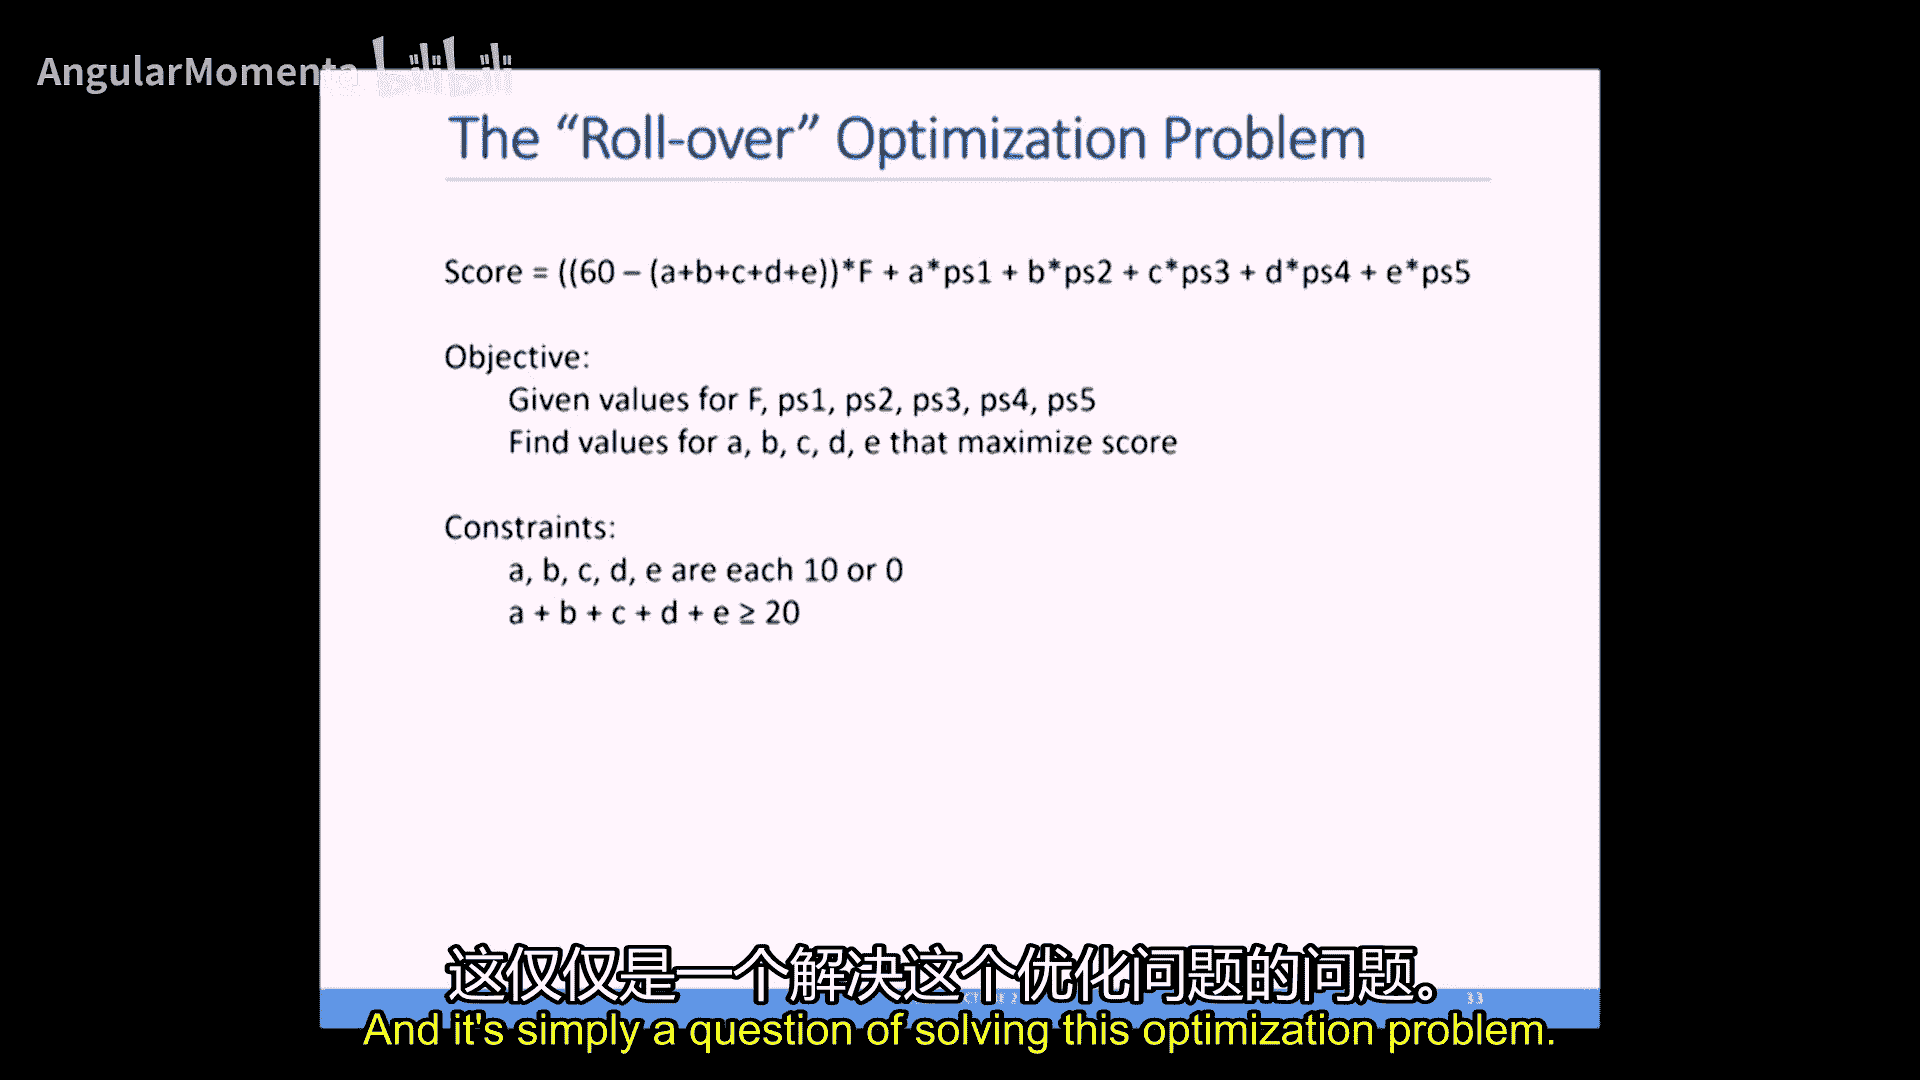 AngularMomenta bilibili
The “Roll-over” Optimization Problem
Score = ((60 – (a+b+c+d+e))*F + a*ps1 + b*ps2 + c*ps3 + d*ps4 + e*ps5
Objective:
Given values for F, ps1, ps2, ps3, ps4, ps5
Find values for a, b, c, d, e that maximize score
Constraints:
a, b, c, d, e are each 10 or 0
a + b + c + d + e ≥ 20
这仅仅是一个解决这个优化问题的问题。
33
And it's simply a question of solving this optimization problem.